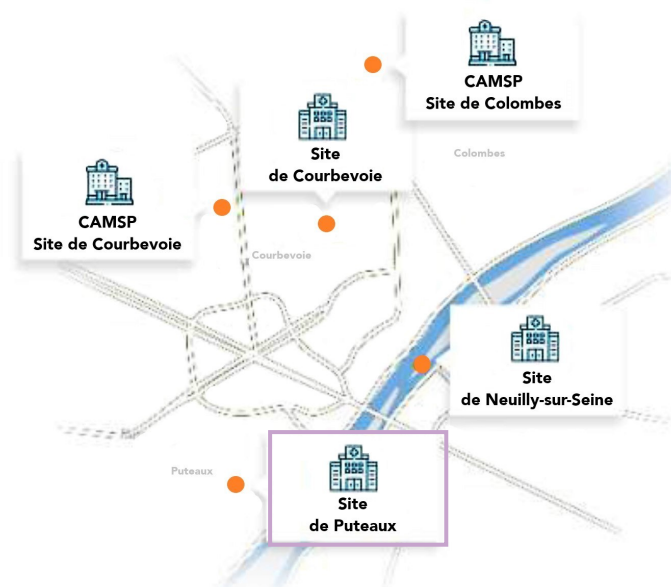 CAMSP
Site de Colombes
Site
de Courbevoie
Colombes
CAMSP
Site de Courbevoie
Courbevoie
Site
de Neuilly-sur-Seine
Puteaux
Site
de Puteaux